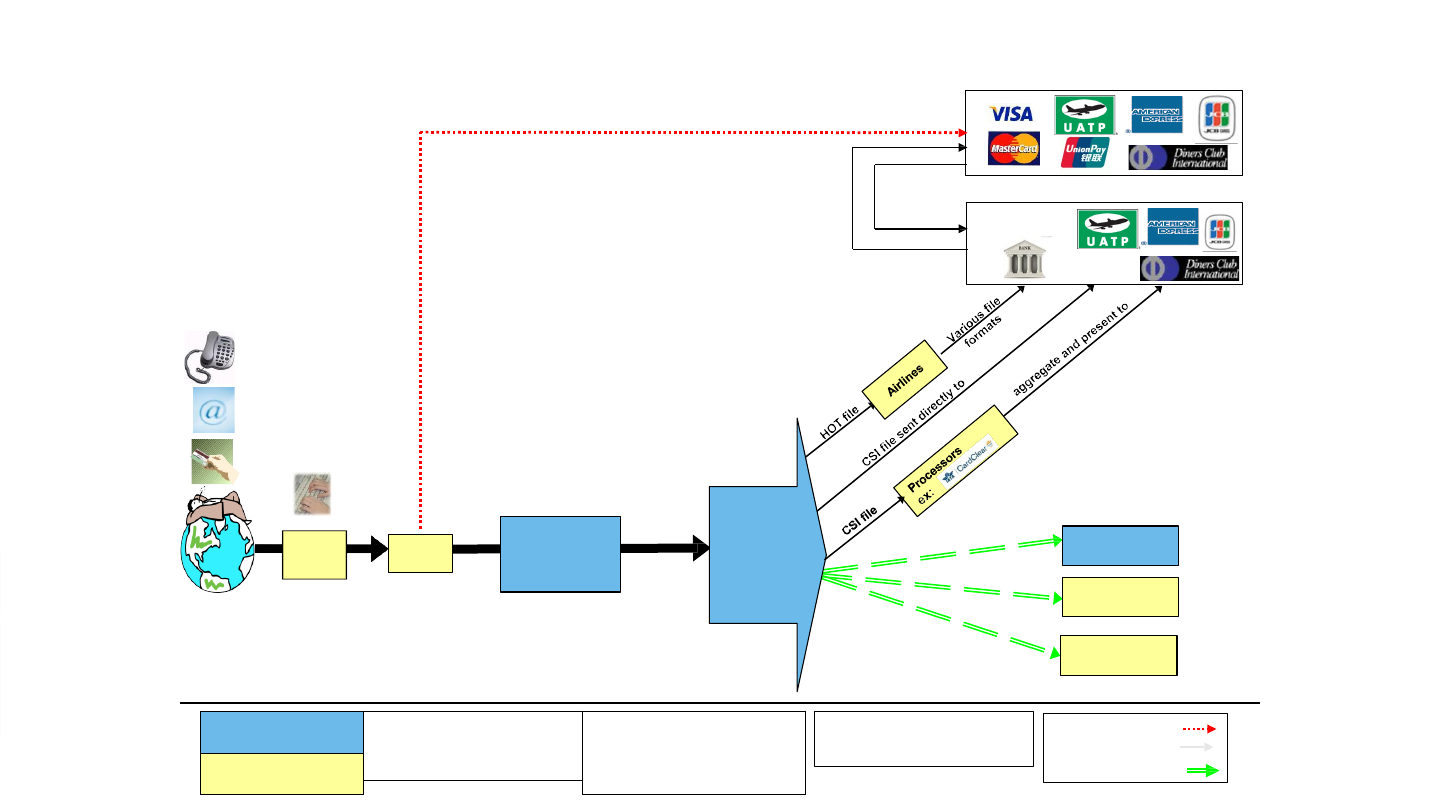 VISA
UATP
AMERICAN
EXPRESS
JCB
MasterCard
UnionPay
银联
Diners Club
International
UATP
AMERICAN
EXPRESS
JCB
BANK
Diners Club
International
Various file
formats
Airlines
HOT file
CSI file sent directly to
aggregate and present to
Processors
ex:
CardClear
CSI file
@